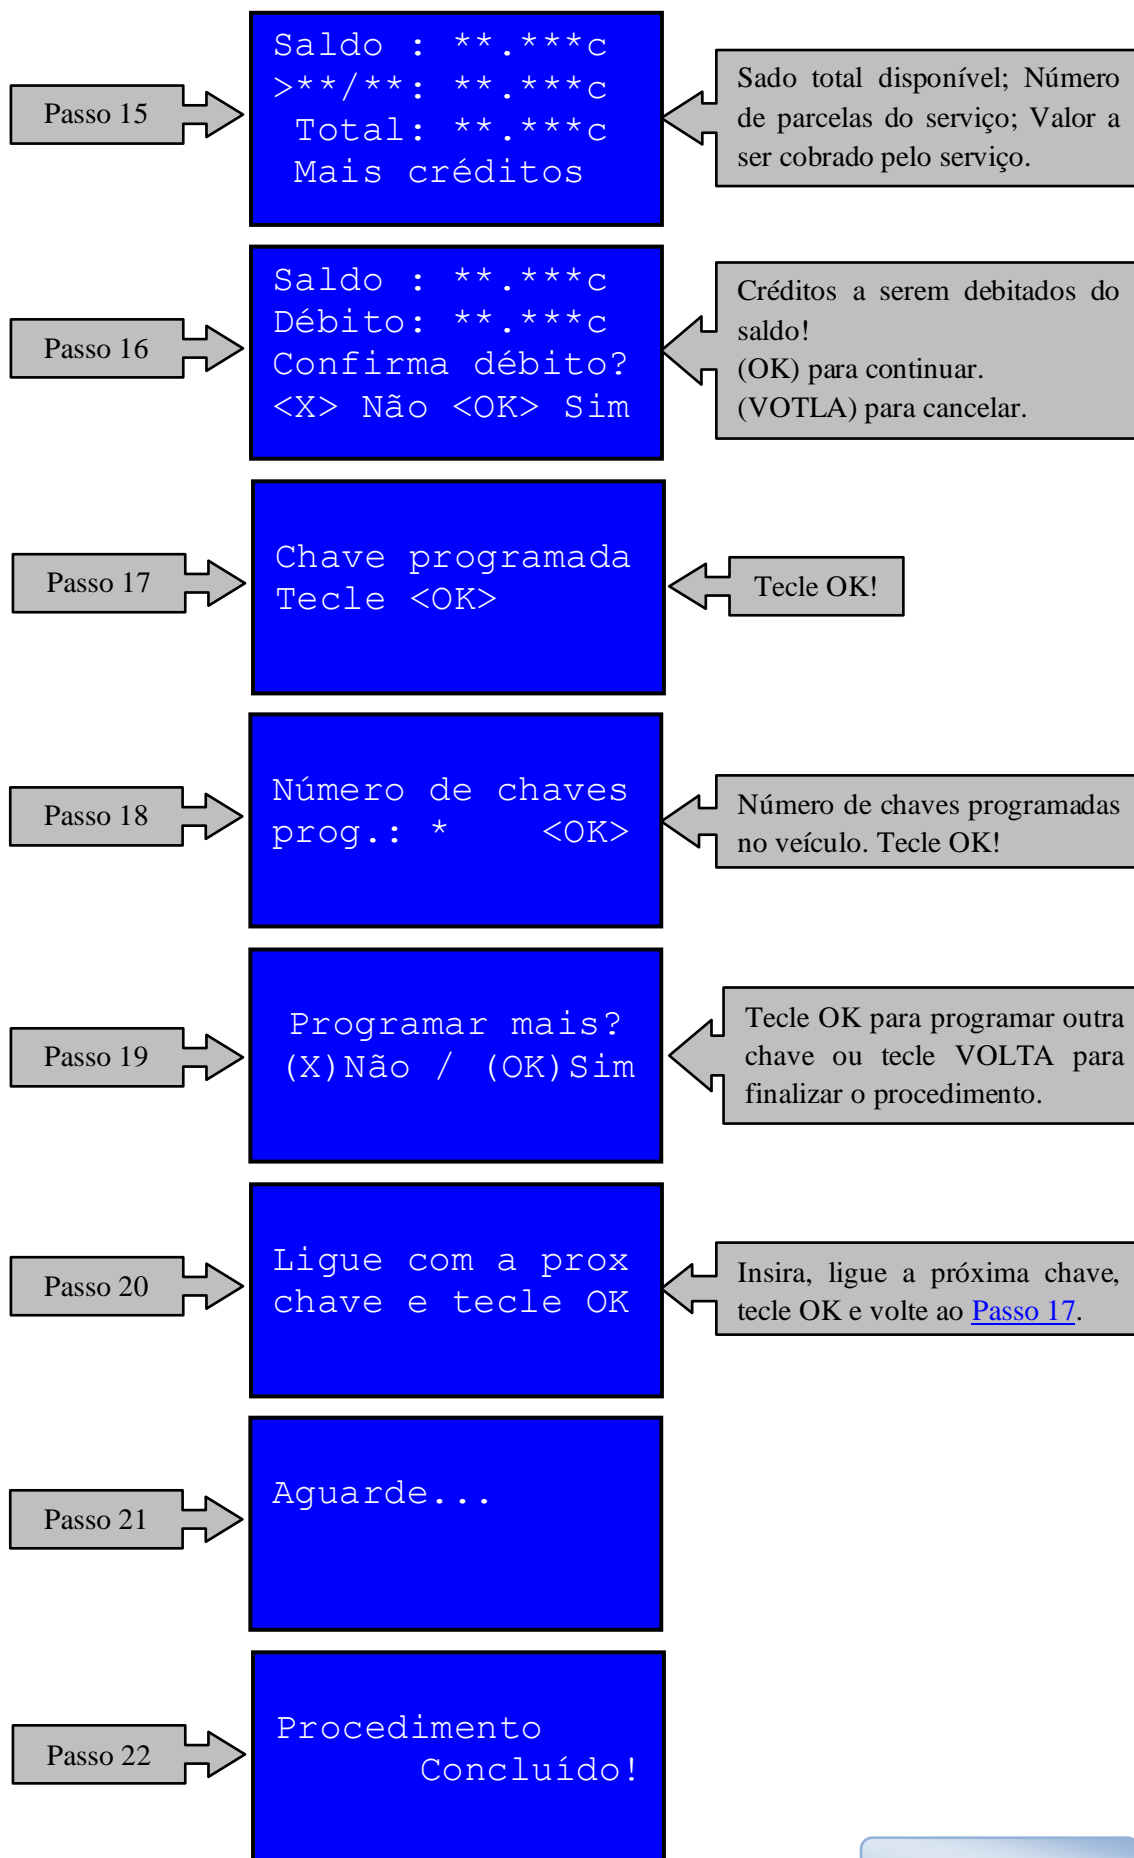 Passo 15
Saldo : **.***c
>**/**: **.***c
Total: **.***c
Mais créditos
Sado total disponível; Número
de parcelas do serviço; Valor a
ser cobrado pelo serviço.
Passo 16
Saldo : **.***c
Débito: **.***c
Confirma débito?
<X> Não <OK> Sim
Créditos a serem debitados do
saldo!
(OK) para continuar.
(VOTLA) para cancelar.
Passo 17
Chave programada
Tecle <OK>
Tecle OK!
Passo 18
Número de chaves
prog.: * <OK>
Número de chaves programadas
no veículo. Tecle OK!
Passo 19
Programar mais?
(X)Não / (OK)Sim
Tecle OK para programar outra
chave ou tecle VOLTA para
finalizar o procedimento.
Passo 20
Ligue com a prox
chave e tecle OK
Insira, ligue a próxima chave,
tecle OK e volte ao Passo 17.
Passo 21
Aguarde...
Passo 22
Procedimento
Concluído!